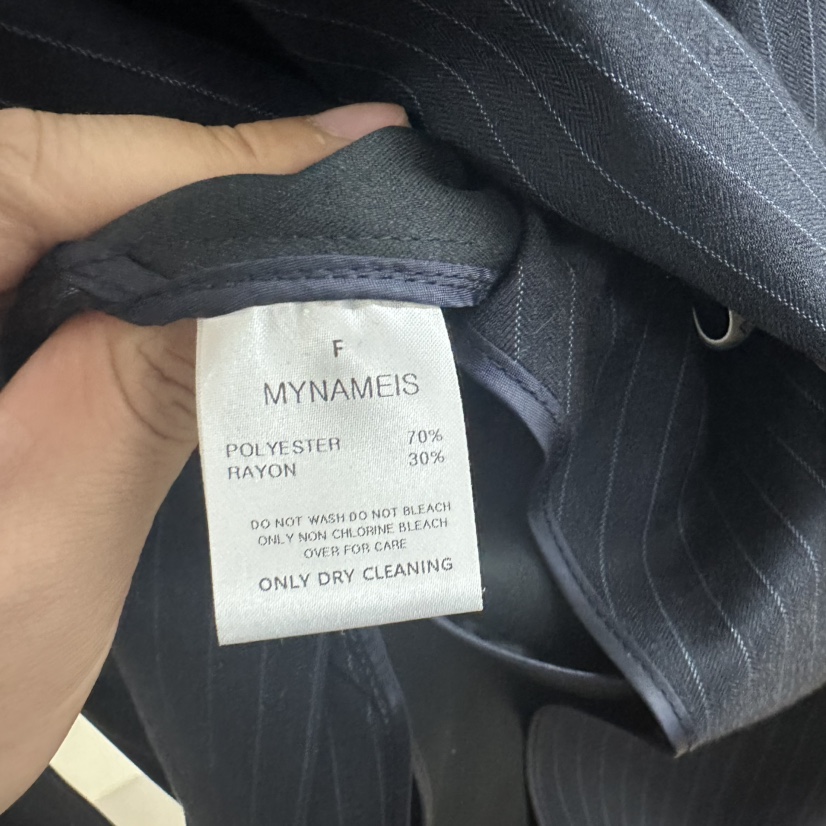 F
MYNAMEIS
POLYESTER 70%
RAYON 30%
DO NOT WASH DO NOT BLEACH
ONLY NON CHLORINE BLEACH
OVER FOR CARE
ONLY DRY CLEANING